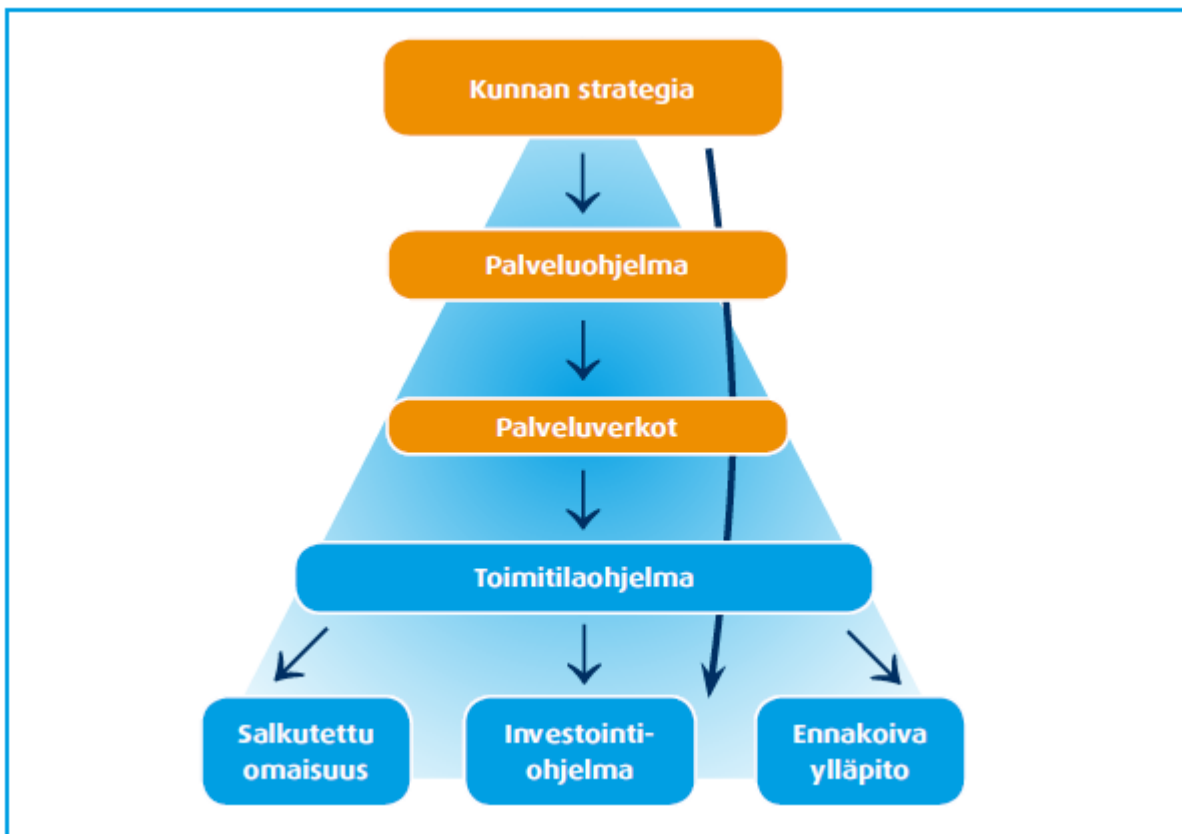 Kunnan strategia
Palveluohjelma
Palveluverkot
Toimitilaohjelma
Salkutettu
omaisuus
Investointi-
ohjelma
Ennakoiva
ylläpito